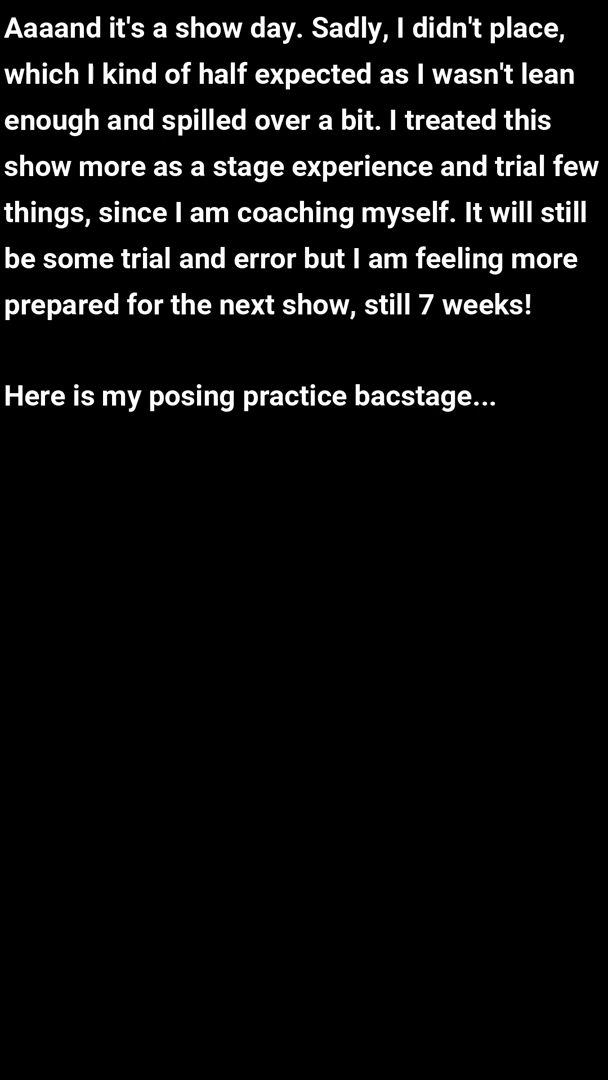 Aaaand it's a show day. Sadly, I didn't place,
which I kind of half expected as I wasn't lean
enough and spilled over a bit. I treated this
show more as a stage experience and trial few
things, since I am coaching myself. It will still
be some trial and error but I am feeling more
prepared for the next show, still 7 weeks!
Here is my posing practice bacstage...